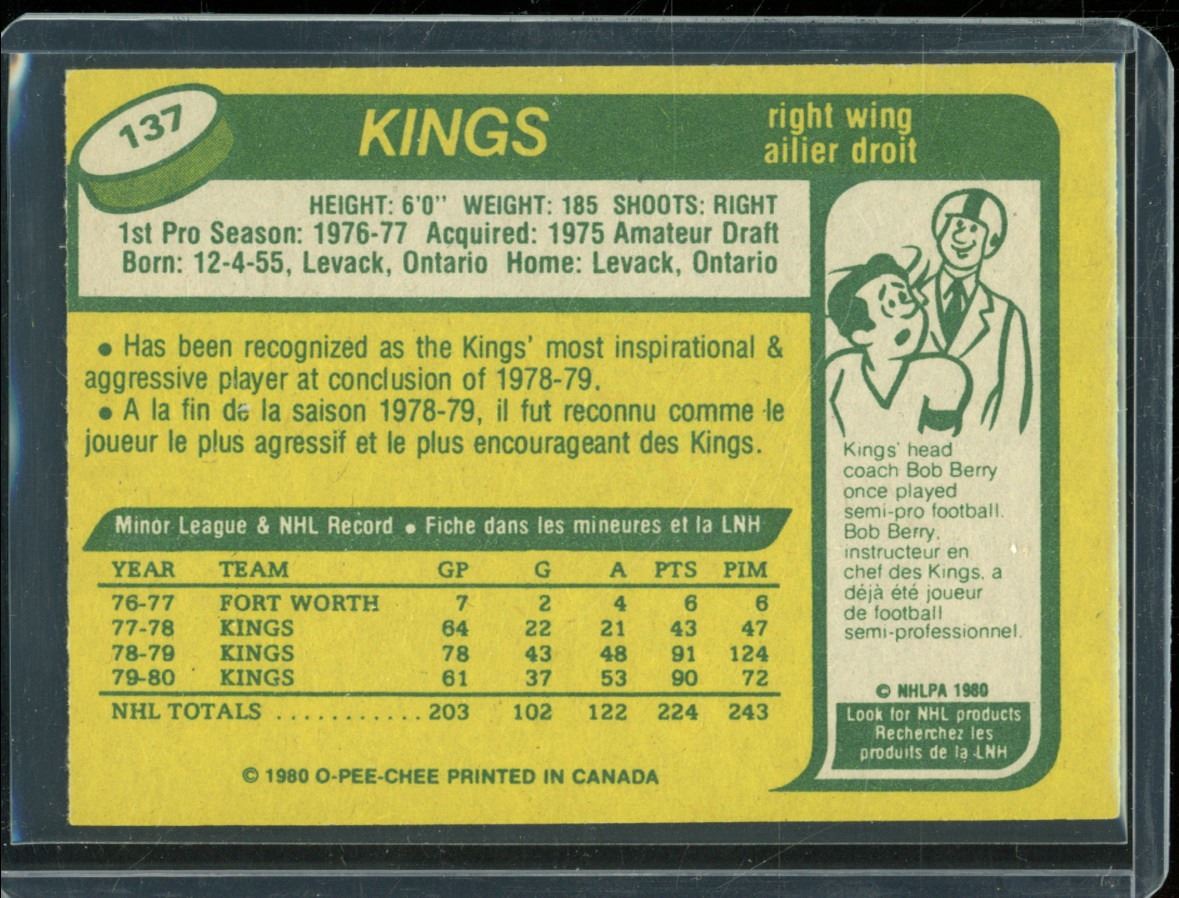 137
KINGS
right wing
ailier droit
HEIGHT: 6'0" WEIGHT: 185 SHOOTS: RIGHT
1st Pro Season: 1976-77 Acquired: 1975 Amateur Draft
Born: 12-4-55, Levack, Ontario Home: Levack, Ontario
• Has been recognized as the Kings' most inspirational &
aggressive player at conclusion of 1978-79.
• A la fin de la saison 1978-79, il fut reconnu comme le
joueur le plus agressif et le plus encourageant des Kings.
Minor League & NHL Record • Fiche dans les mineures et la LNH
YEAR TEAM GP G A PTS PIM
76-77 FORT WORTH 7 2 4 6 6
77-78 KINGS 64 22 21 43 47
78-79 KINGS 78 43 48 91 124
79-80 KINGS 61 37 53 90 72
NHL TOTALS ........... 203 102 122 224 243
© 1980 O-PEE-CHEE PRINTED IN CANADA
Kings' head
coach Bob Berry
once played
semi-pro football.
Bob Berry,
instructeur en
chef des Kings, a
déjà été joueur
de football
semi-professionnel.
© NHLPA 1980
Look for NHL products
Recherchez les
produits de la LNH